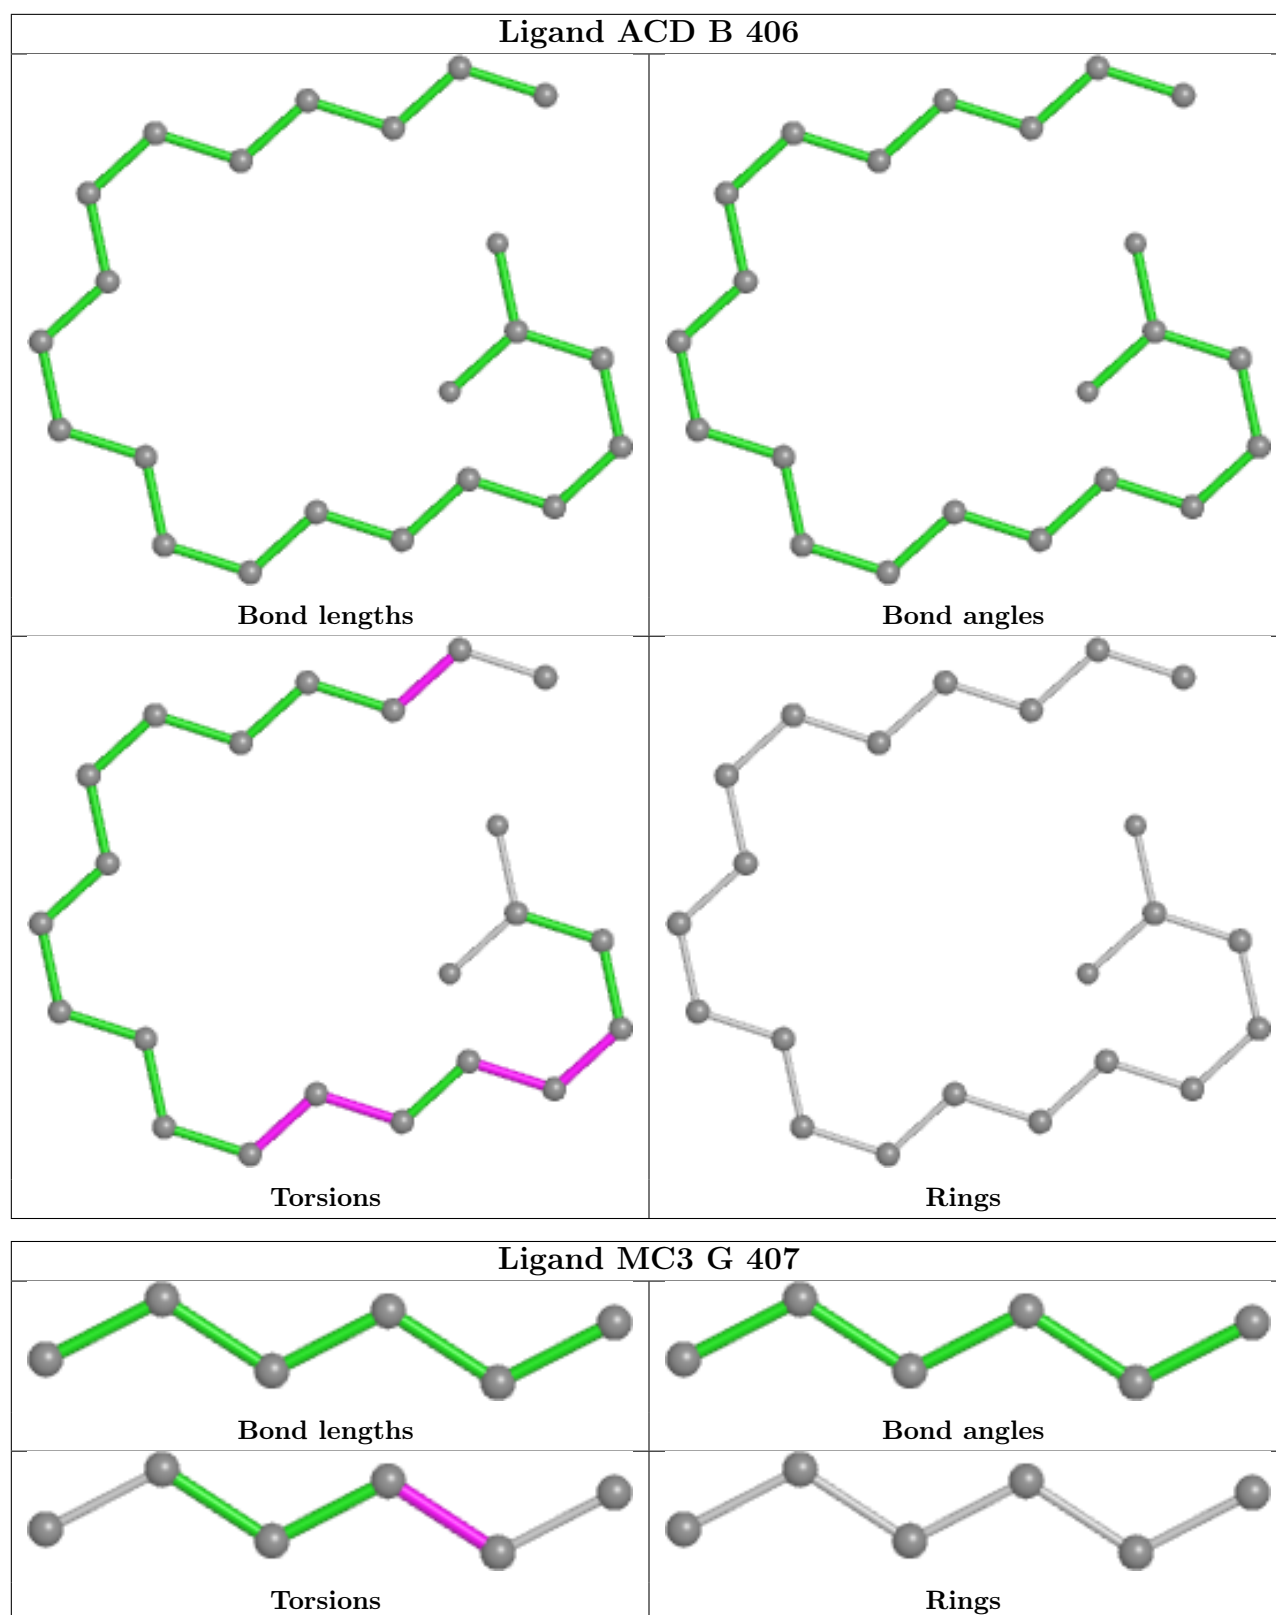 Ligand ACD B 406
Bond lengths
Bond angles
Torsions
Rings
Ligand MC3 G 407
Bond lengths
Bond angles
Torsions
Rings